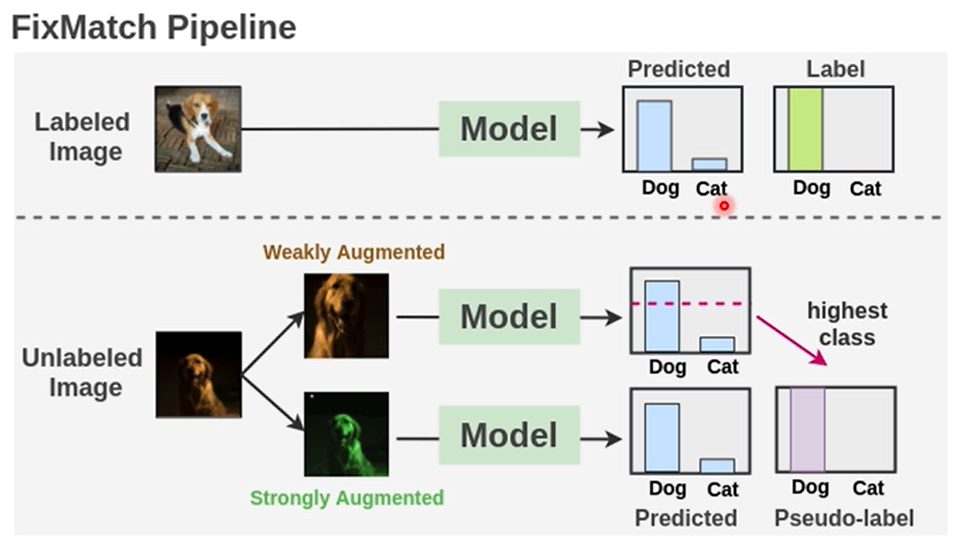 FixMatch Pipeline
Predicted
Label
Labeled
Image
Model
Dog
Cat
Dog
Cat
Weakly Augmented
Unlabeled
Image
Model
Dog
Cat
highest
class
Model
Dog
Cat
Dog
Cat
Strongly Augmented
Predicted
Pseudo-label